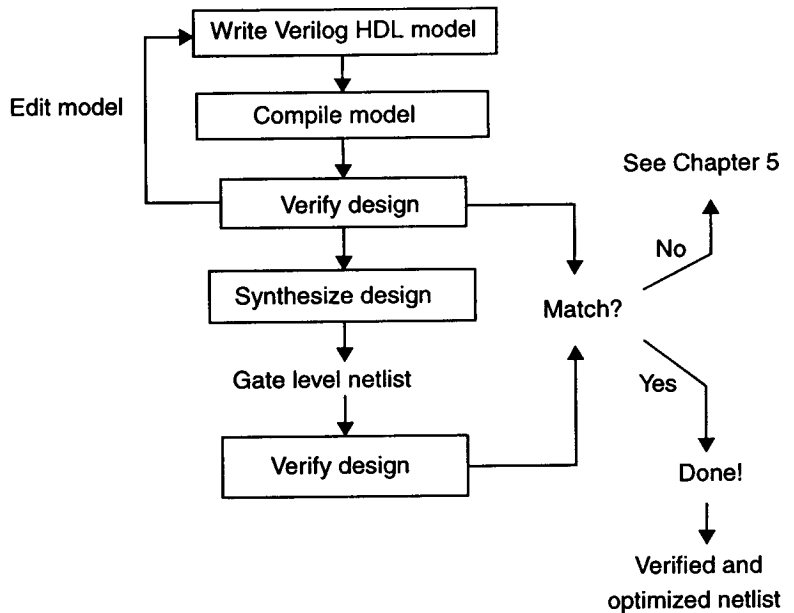 Write Verilog HDL model
Edit model
Compile model
See Chapter 5
Verify design
No
Synthesize design
Match?
Gate level netlist
Yes
Verify design
Done!
Verified and
optimized netlist